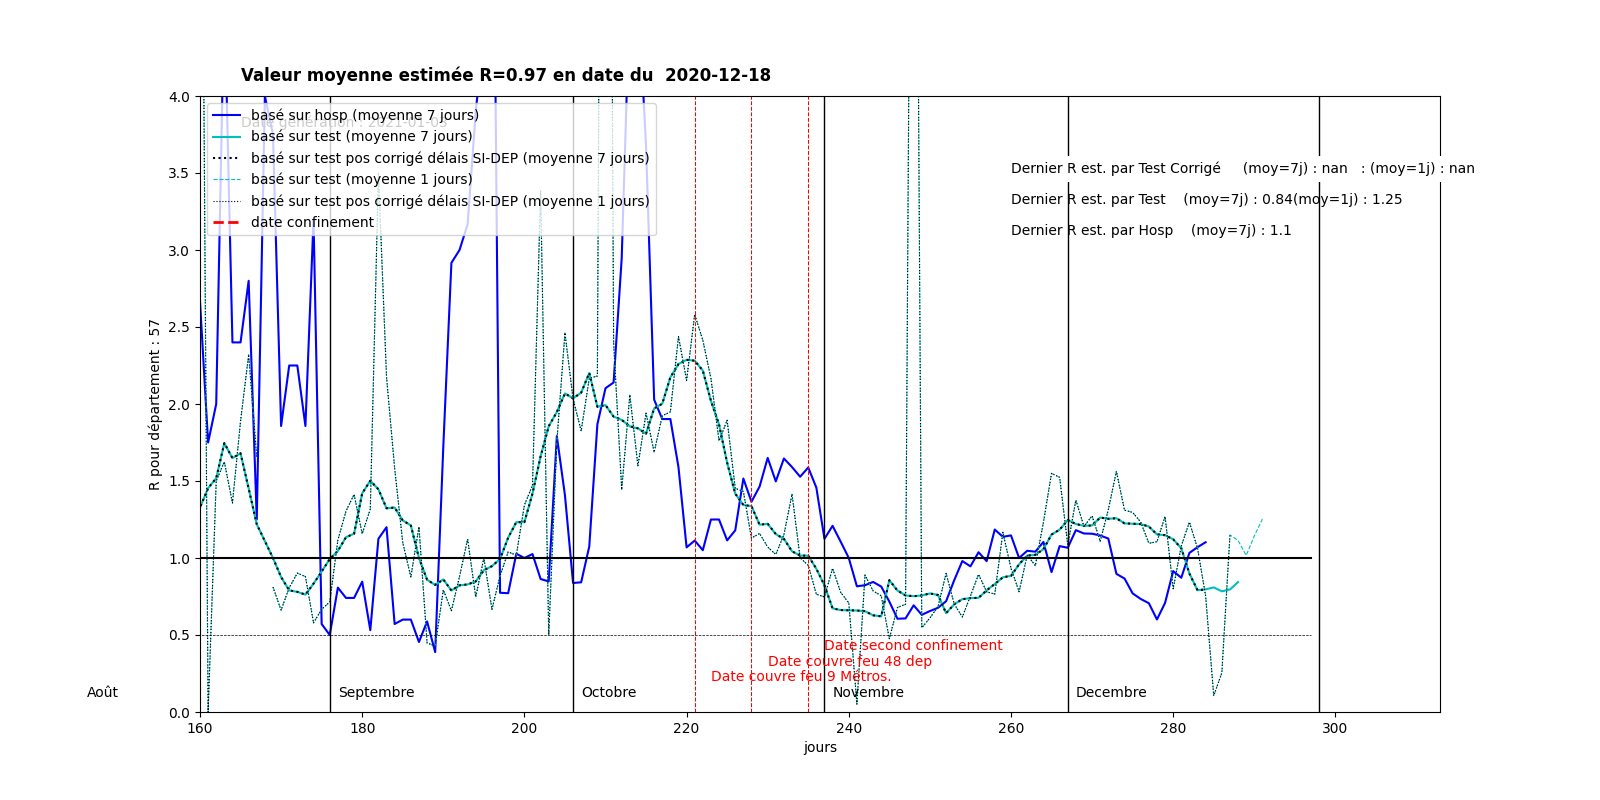 Valeur moyenne estimée R=0.97 en date du  2020-12-18
Date génération : 2021-01-03
basé sur hosp (moyenne 7 jours)
basé sur test (moyenne 7 jours)
basé sur test pos corrigé délais SI-DEP (moyenne 7 jours)
basé sur test (moyenne 1 jours)
basé sur test pos corrigé délais SI-DEP (moyenne 1 jours)
date confinement
Dernier R est. par Test Corrigé     (moy=7j) : nan   : (moy=1j) : nan
Dernier R est. par Test    (moy=7j) : 0.84(moy=1j) : 1.25
Dernier R est. par Hosp    (moy=7j) : 1.1
R pour département : 57
4.0
3.5
3.0
2.5
2.0
1.5
1.0
0.5
0.0
Date second confinement
Date couvre feu 48 dep
Date couvre feu 9 Métros.
Août
Septembre
Octobre
Novembre
Decembre
160
180
200
220
240
260
280
300
jours